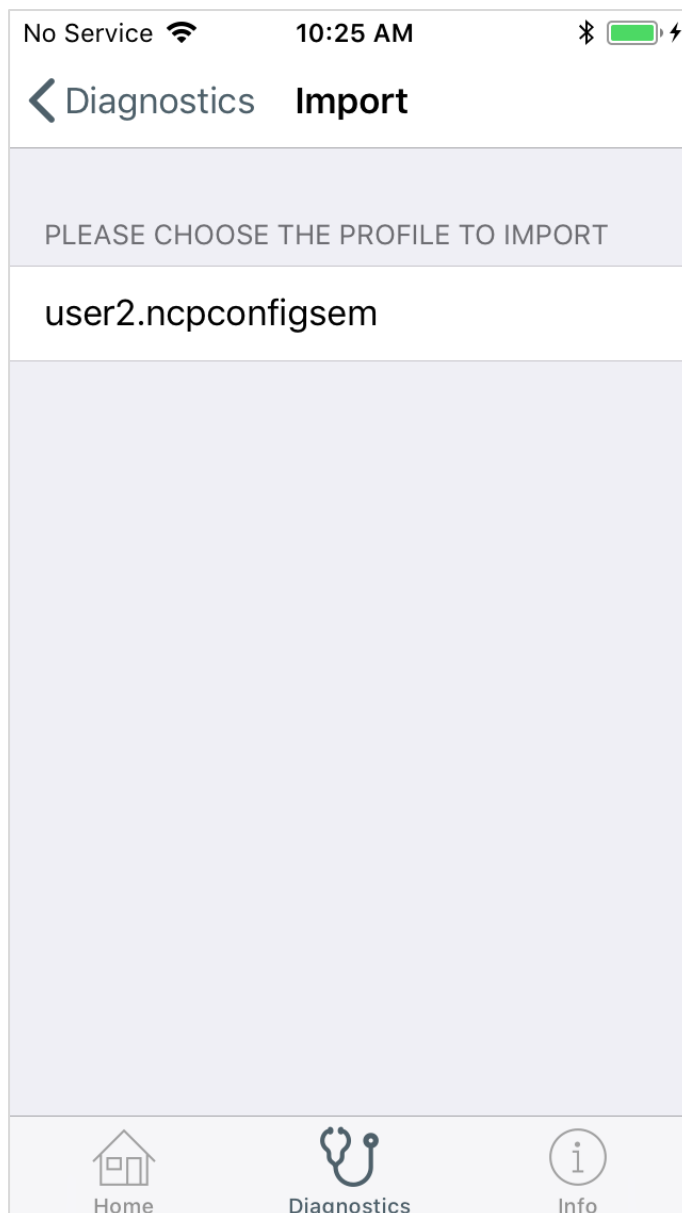 No Service 10:25 AM
Diagnostics Import
PLEASE CHOOSE THE PROFILE TO IMPORT
user2.ncpconfigsem
Home Diagnostics Info